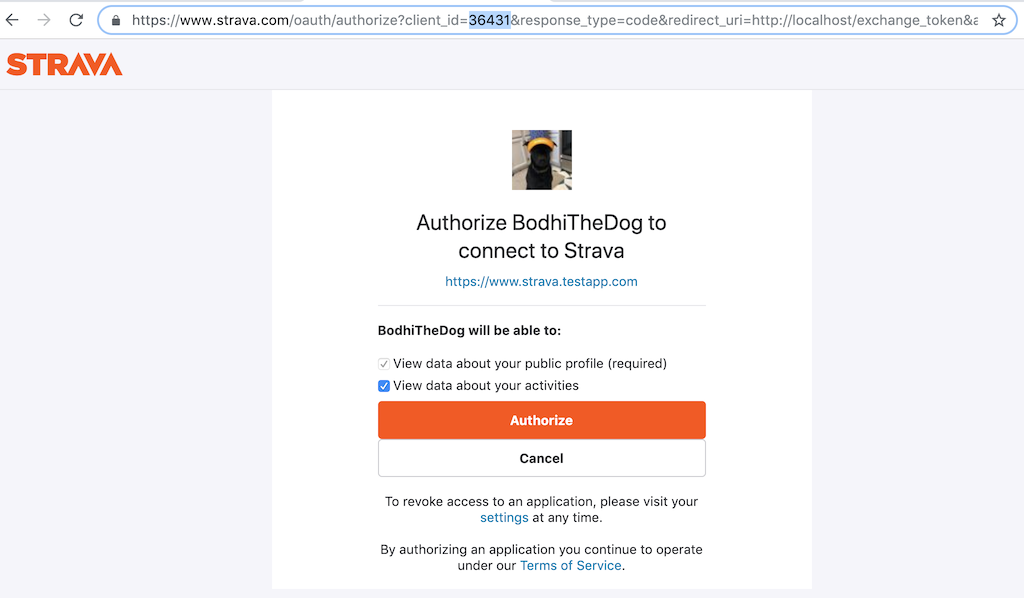 https://www.strava.com/oauth/authorize?client_id=36431&response_type=code&redirect_uri=http://localhost/exchange_token&a
STRAVA
Authorize BodhiTheDog to
connect to Strava
https://www.strava.testapp.com
BodhiTheDog will be able to:
View data about your public profile (required)
View data about your activities
Authorize
Cancel
To revoke access to an application, please visit your
settings at any time.
By authorizing an application you continue to operate
under our Terms of Service.